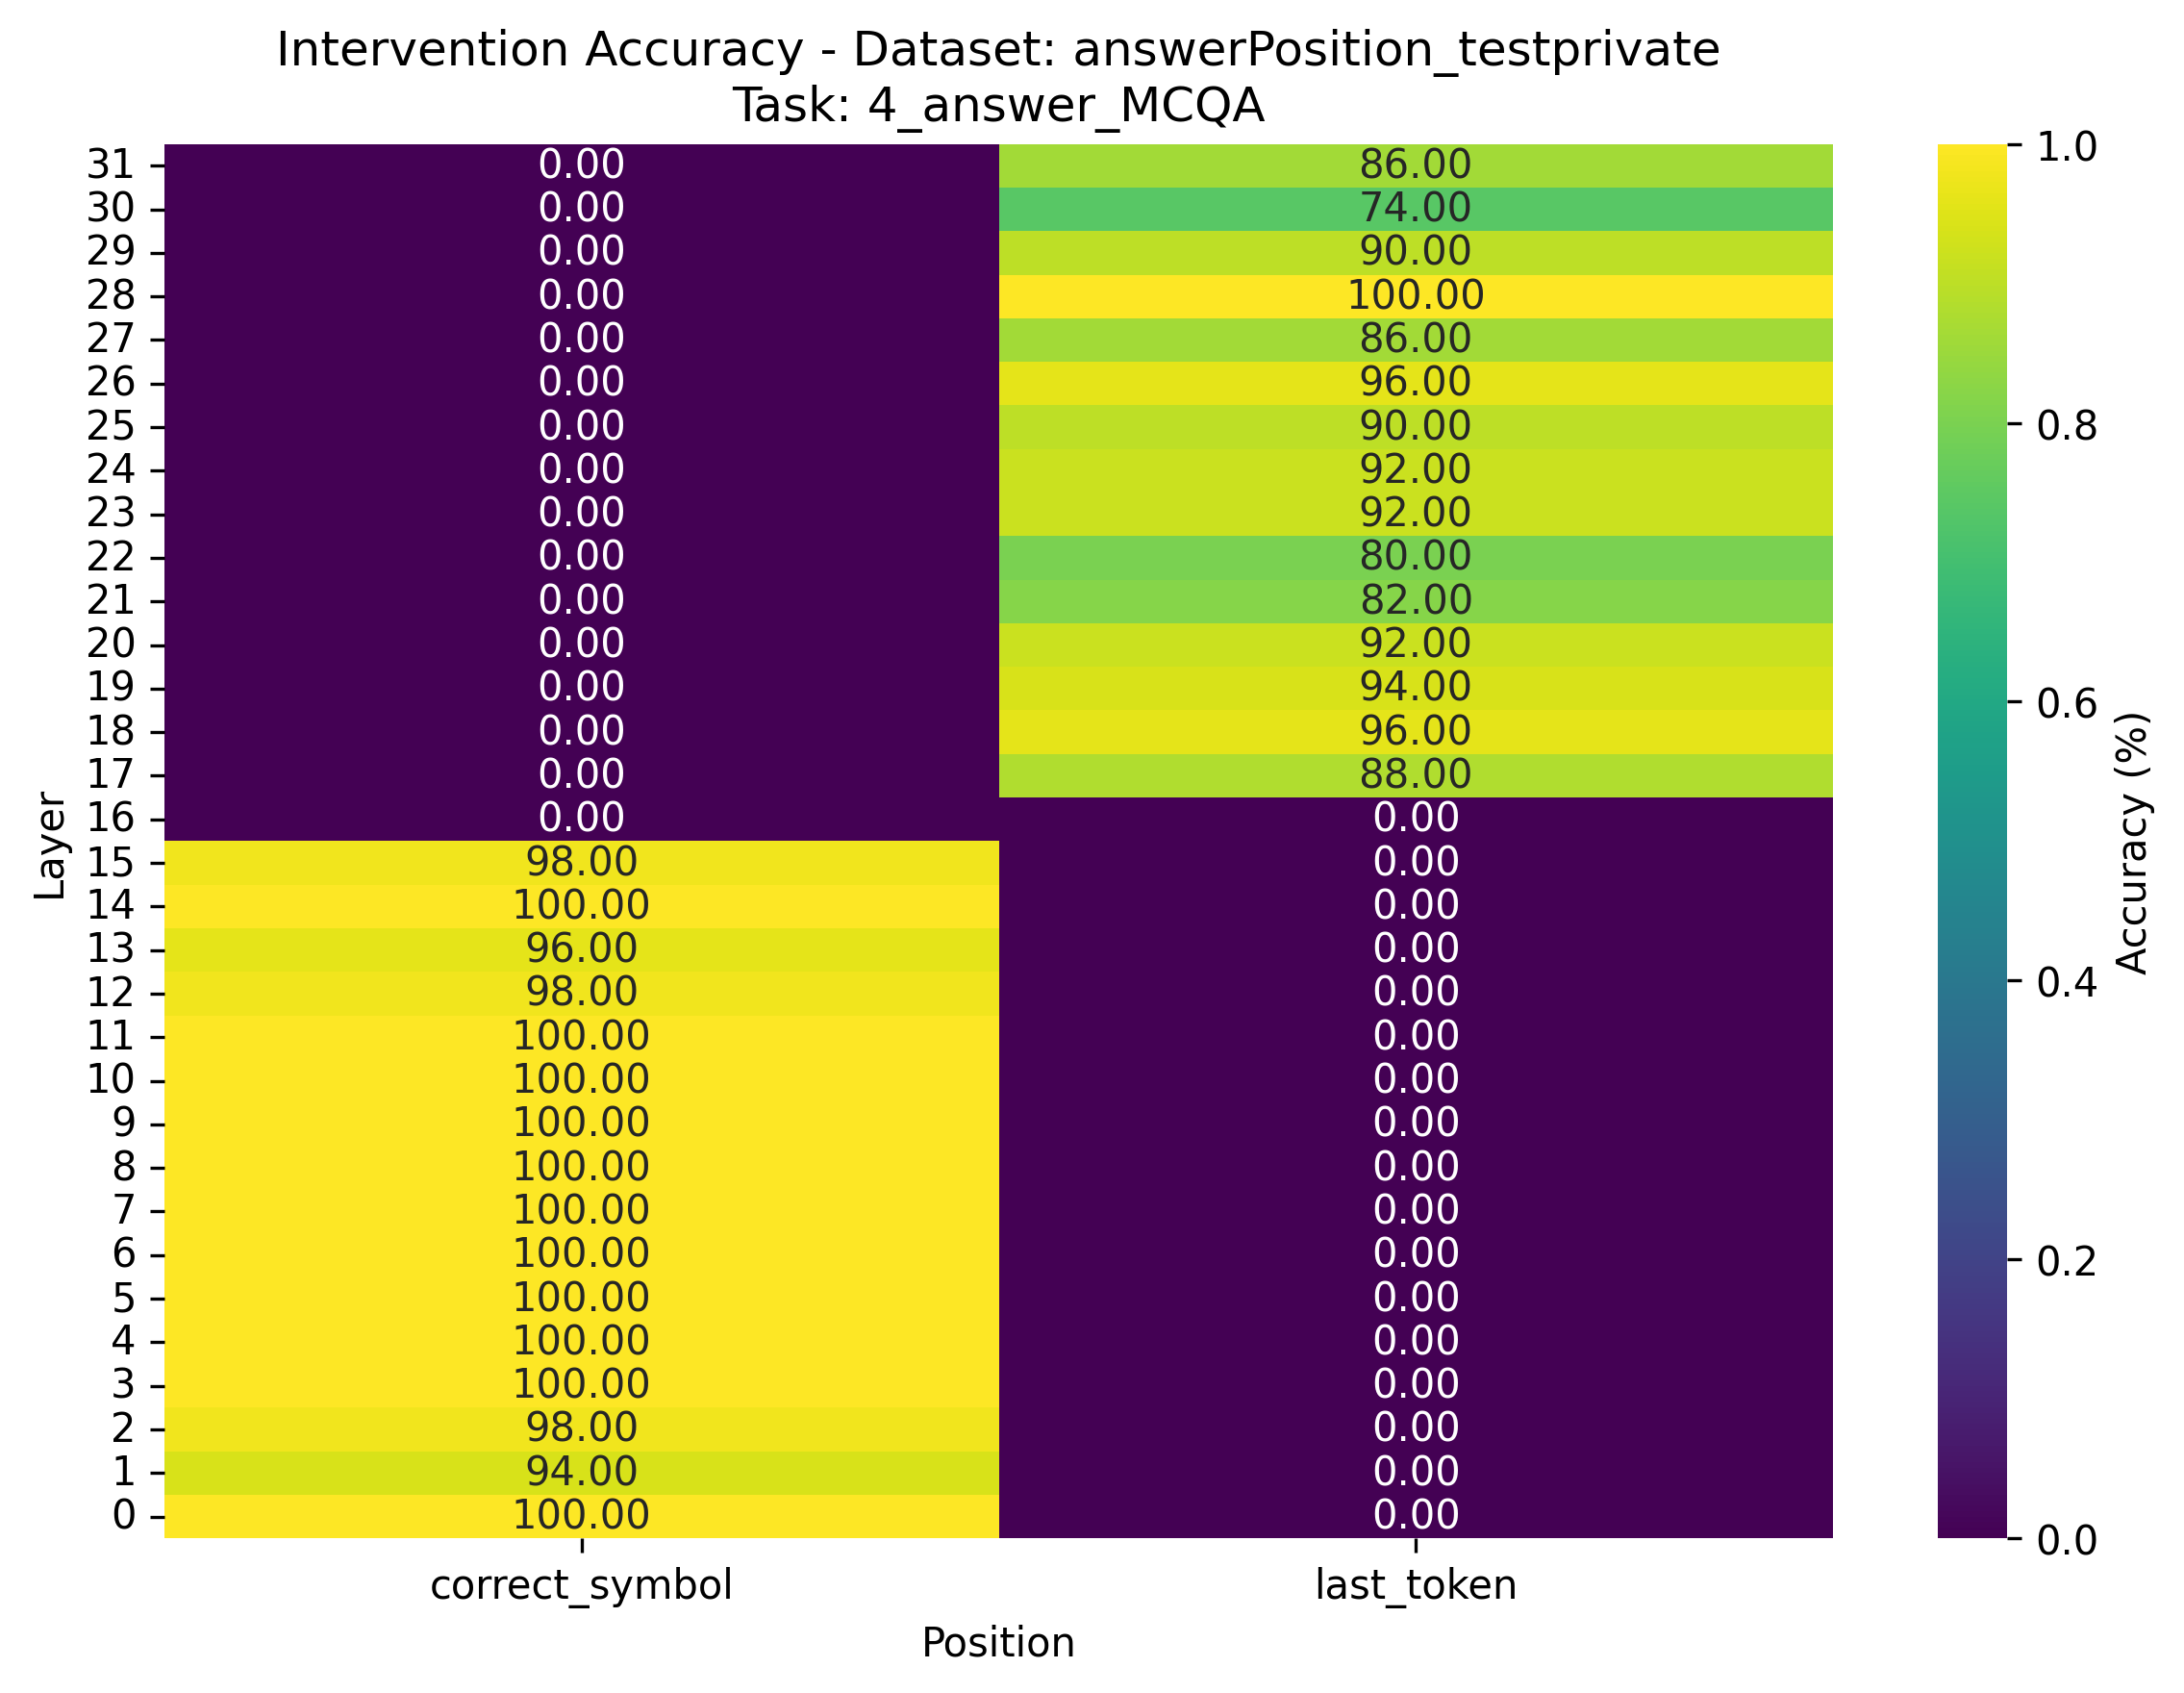 Intervention Accuracy - Dataset: answerPosition_testprivate
Task: 4_answer_MCQA
31 0.00 86.00
30 0.00 74.00
29 0.00 90.00
28 0.00 100.00
27 0.00 86.00
26 0.00 96.00
25 0.00 90.00
24 0.00 92.00
23 0.00 92.00
22 0.00 80.00
21 0.00 82.00
20 0.00 92.00
19 0.00 94.00
18 0.00 96.00
17 0.00 88.00
16 0.00 0.00
15 98.00 0.00
14 100.00 0.00
13 96.00 0.00
12 98.00 0.00
11 100.00 0.00
10 100.00 0.00
9 100.00 0.00
8 100.00 0.00
7 100.00 0.00
6 100.00 0.00
5 100.00 0.00
4 100.00 0.00
3 100.00 0.00
2 98.00 0.00
1 94.00 0.00
0 100.00 0.00
correct_symbol last_token
Position
Layer
1.0
0.8
0.6
0.4
0.2
0.0
Accuracy (%)